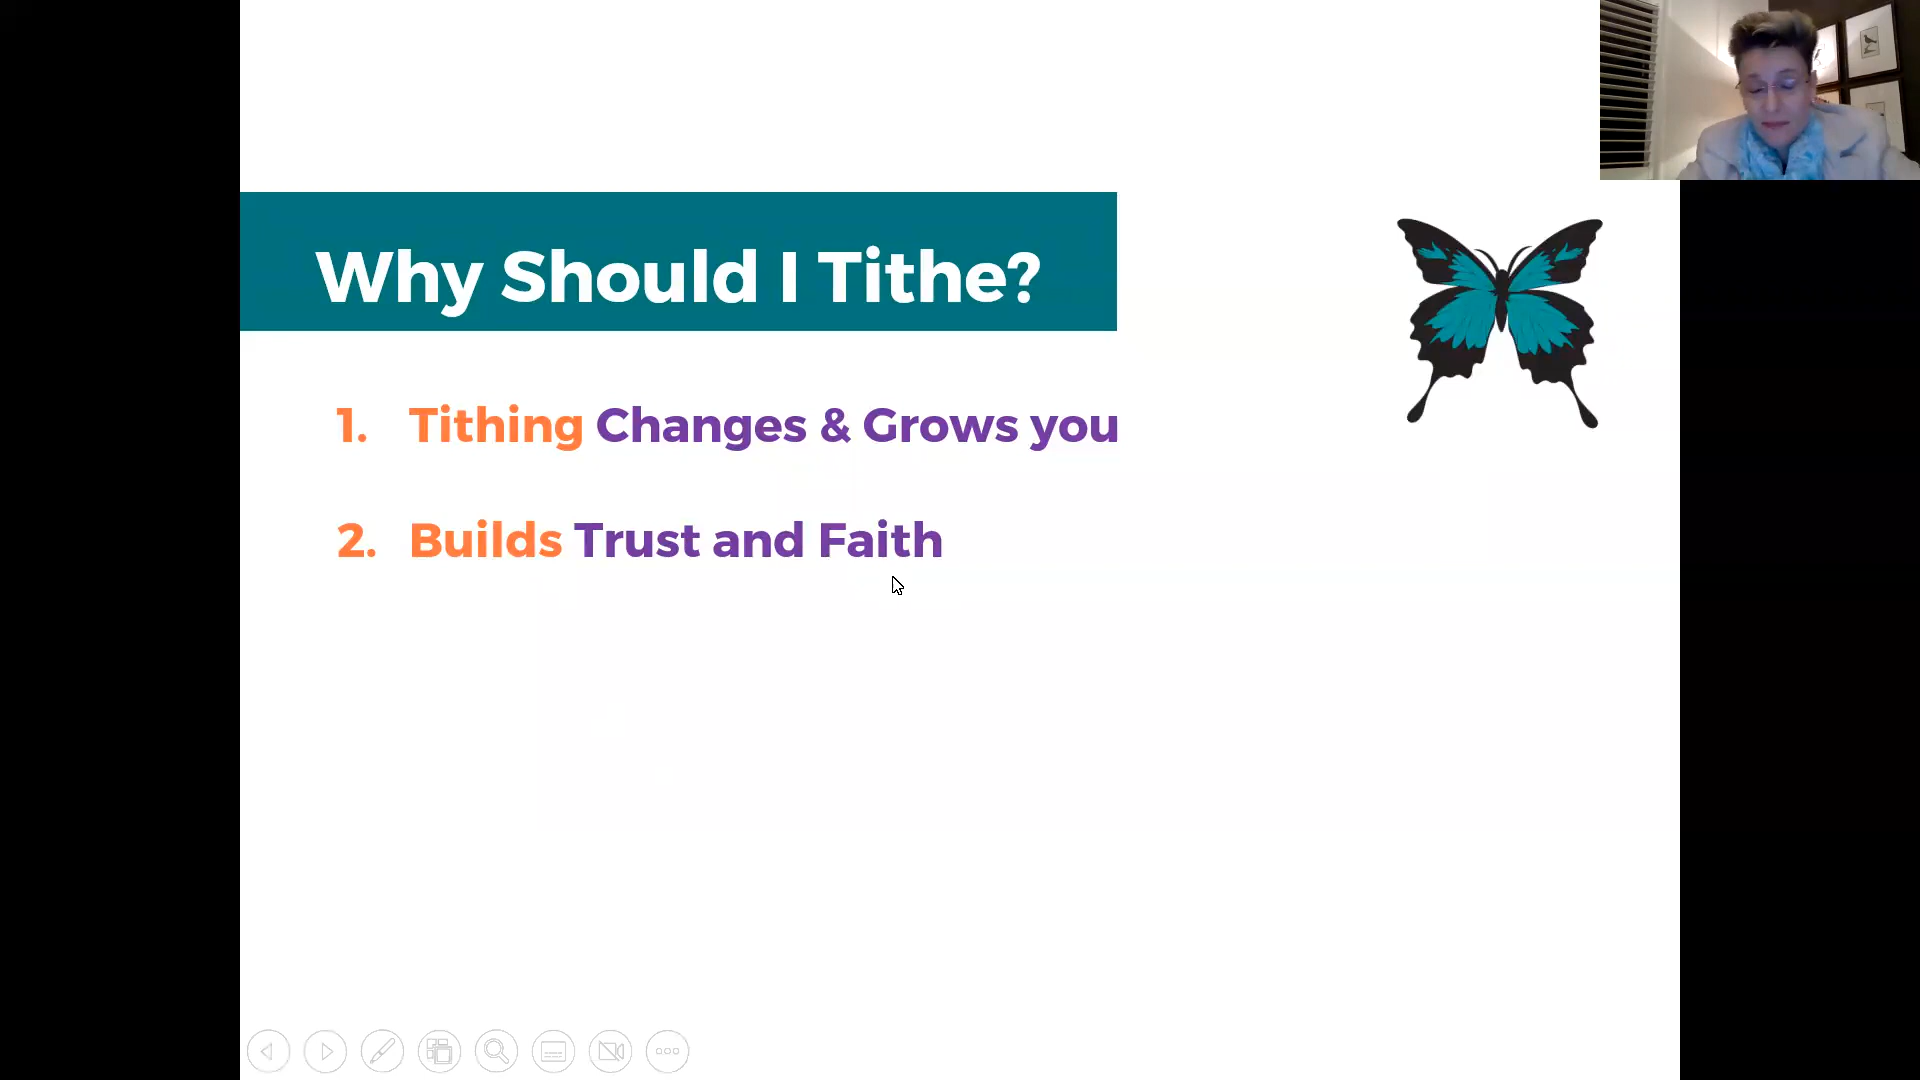 Why Should I Tithe?
1. Tithing Changes & Grows you
2. Builds Trust and Faith